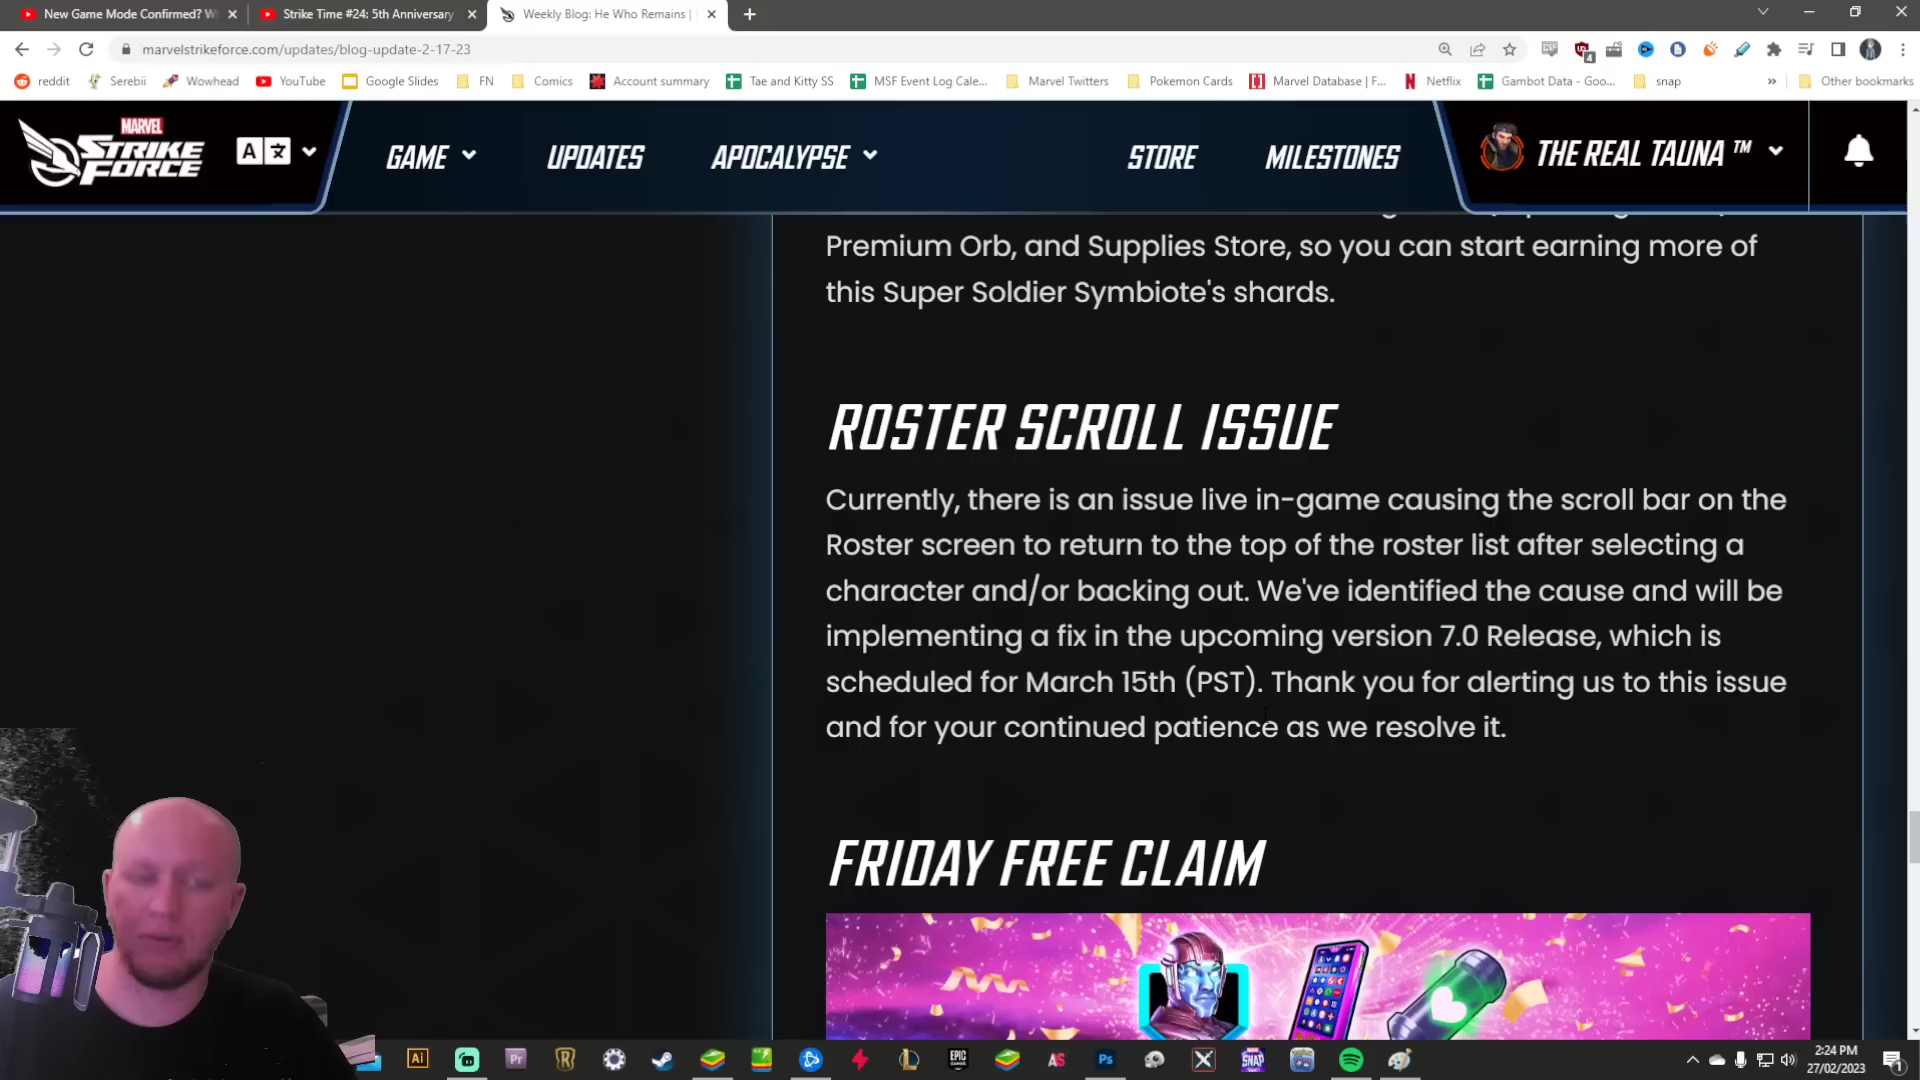 New Game Mode Confirmed? W
Strike Time #24: 5th Anniversary
Weekly Blog: He Who Remains |
marvelstrikeforce.com/updates/blog-update-2-17-23
4
reddit
Serebii
Wowhead
YouTube
Google Slides
FN
Comics
Account summary
Tae and Kitty SS
MSF Event Log Cale...
Marvel Twitters
Pokemon Cards
Marvel Database | F...
Netflix
Gambot Data - Goo...
snap
»
Other bookmarks
MARVEL
STRIKE
FORCE
A
GAME
UPDATES
APOCALYPSE
STORE
MILESTONES
THE REAL TAUNA ™
Premium Orb, and Supplies Store, so you can start earning more of
this Super Soldier Symbiote's shards.
ROSTER SCROLL ISSUE
Currently, there is an issue live in-game causing the scroll bar on the
Roster screen to return to the top of the roster list after selecting a
character and/or backing out. We've identified the cause and will be
implementing a fix in the upcoming version 7.0 Release, which is
scheduled for March 15th (PST). Thank you for alerting us to this issue
and for your continued patience as we resolve it.
FRIDAY FREE CLAIM
Ai
Pr
R
EPIC
AS
Ps
SNAP
2:24 PM
27/02/2023
1